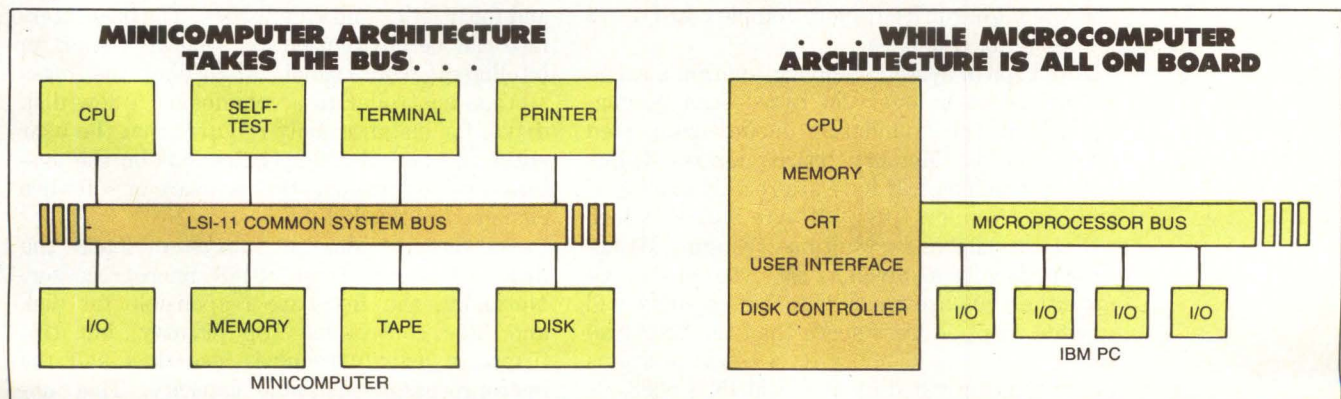 MINICOMPUTER ARCHITECTURE
TAKES THE BUS. . .
CPU
SELF-
TEST
TERMINAL
PRINTER
LSI-11 COMMON SYSTEM BUS
I/O
MEMORY
TAPE
DISK
MINICOMPUTER
. . . WHILE MICROCOMPUTER
ARCHITECTURE IS ALL ON BOARD
CPU
MEMORY
CRT
USER INTERFACE
DISK CONTROLLER
MICROPROCESSOR BUS
I/O
I/O
I/O
I/O
IBM PC